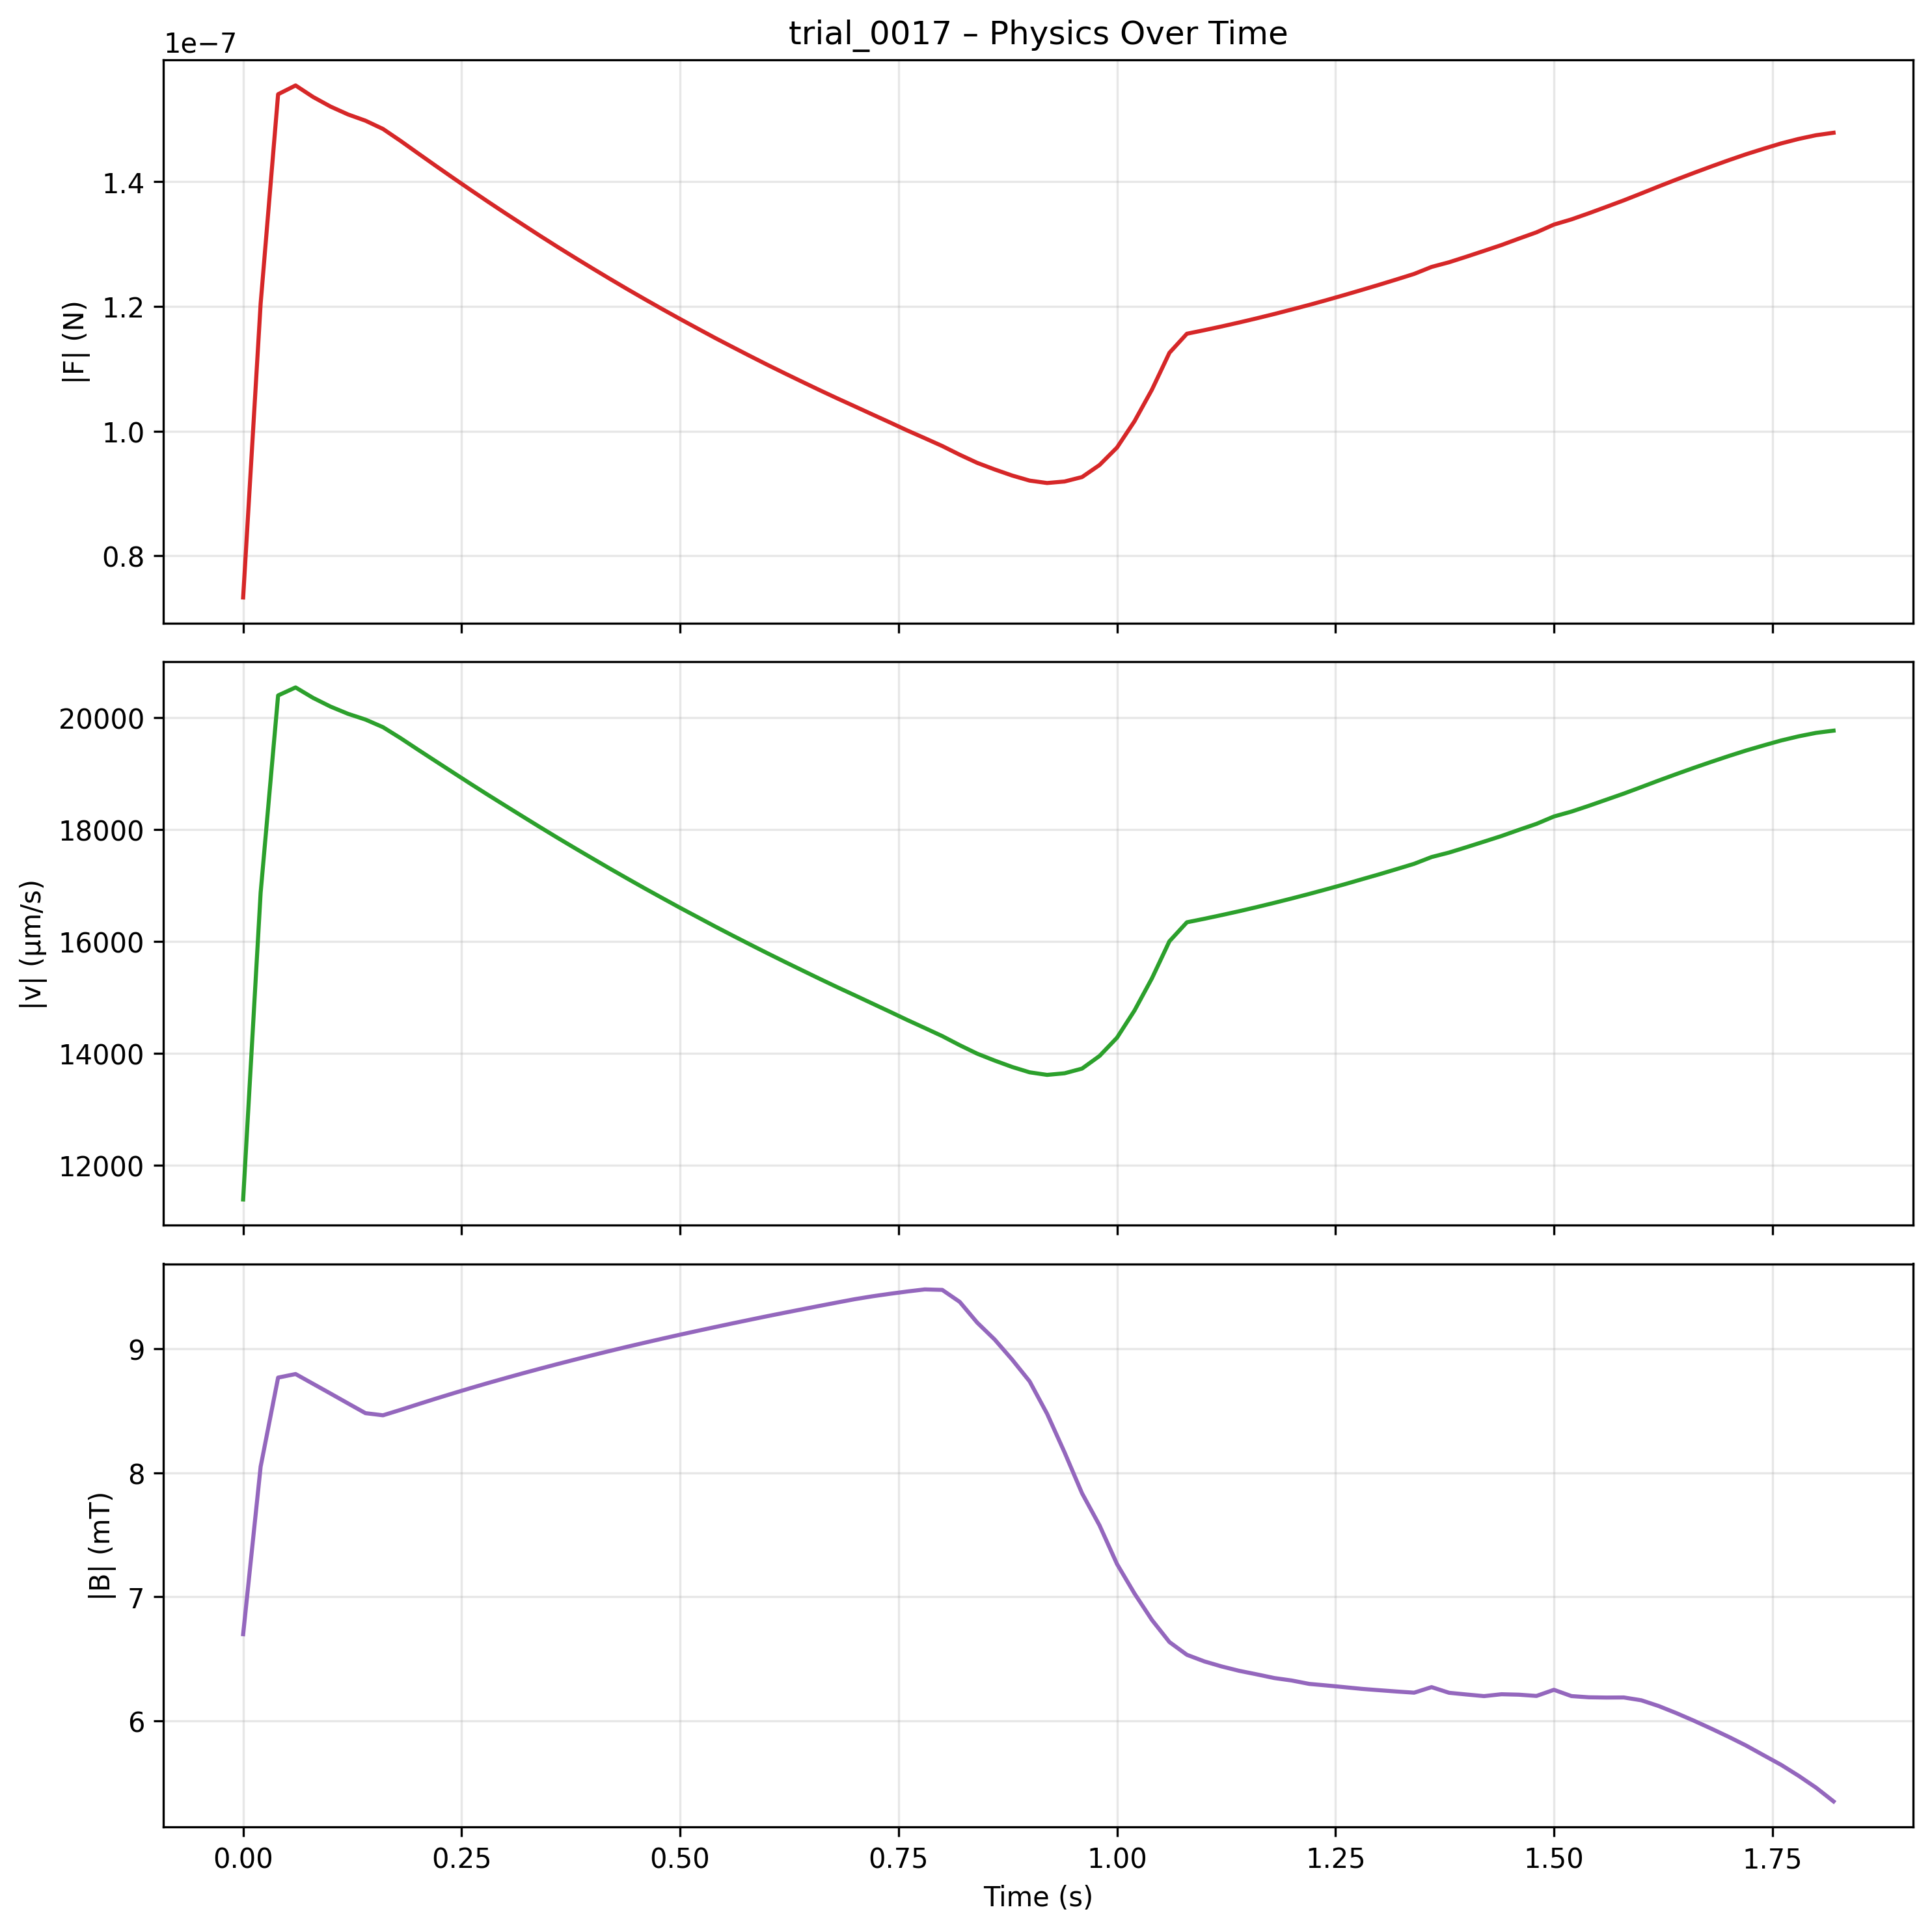 trial_0017 – Physics Over Time
1e−7
|F| (N)
1.4
1.2
1.0
0.8
|v| (µm/s)
20000
18000
16000
14000
12000
|B| (mT)
9
8
7
6
0.00 0.25 0.50 0.75 1.00 1.25 1.50 1.75
Time (s)